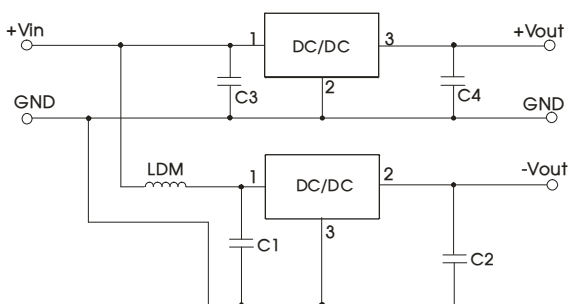 +Vin
1
DC/DC
3
+Vout
2
C3
C4
GND
GND
LDM
1
DC/DC
2
-Vout
3
C1
C2